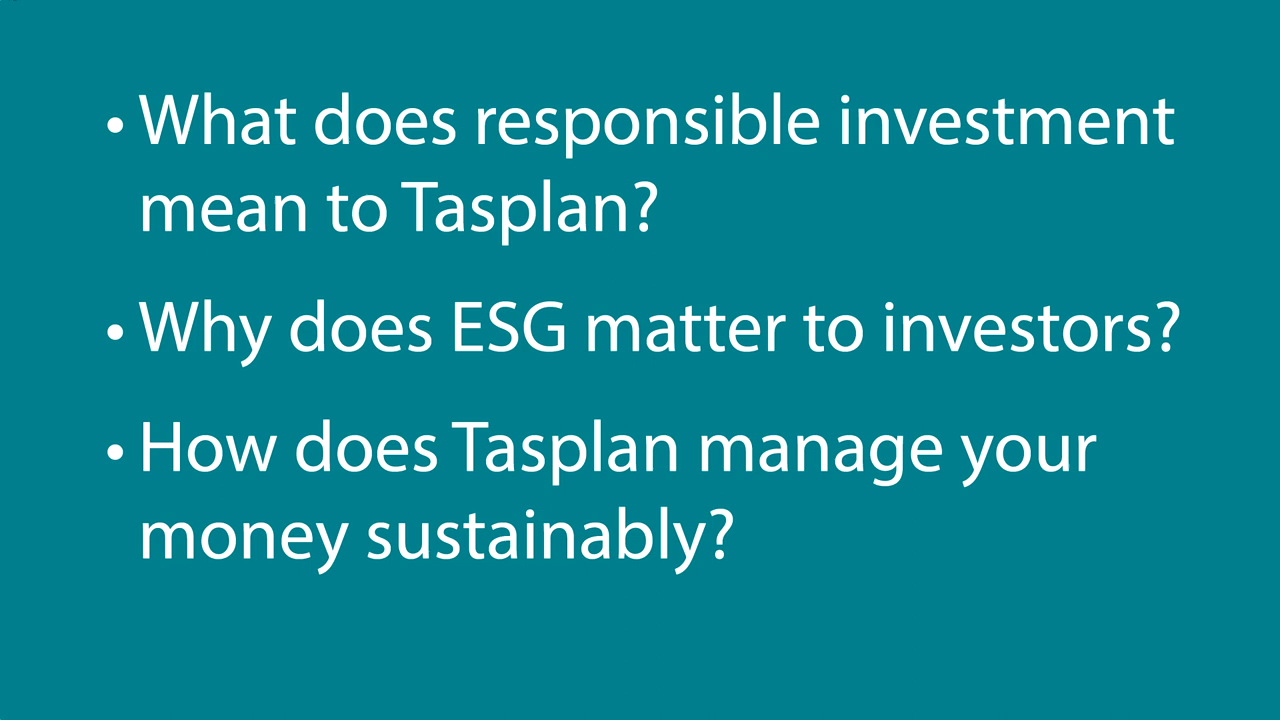 • What does responsible investment
mean to Tasplan?
• Why does ESG matter to investors?
• How does Tasplan manage your
money sustainably?